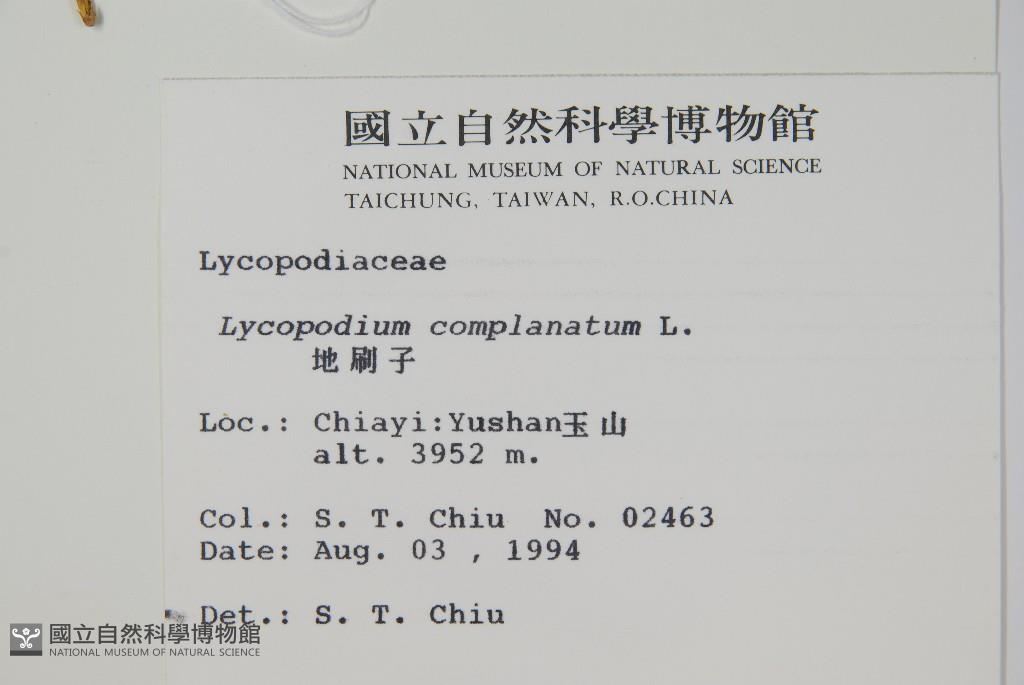 國立自然科學博物館
NATIONAL MUSEUM OF NATURAL SCIENCE
TAICHUNG, TAIWAN, R.O.CHINA
Lycopodiaceae
Lycopodium complanatum L.
地刷子
Loc.: Chiayi:Yushan玉山
alt. 3952 m.
Col.: S. T. Chiu No. 02463
Date: Aug. 03 , 1994
Det.: S. T. Chiu
國立自然科學博物館
NATIONAL MUSEUM OF NATURAL SCIENCE